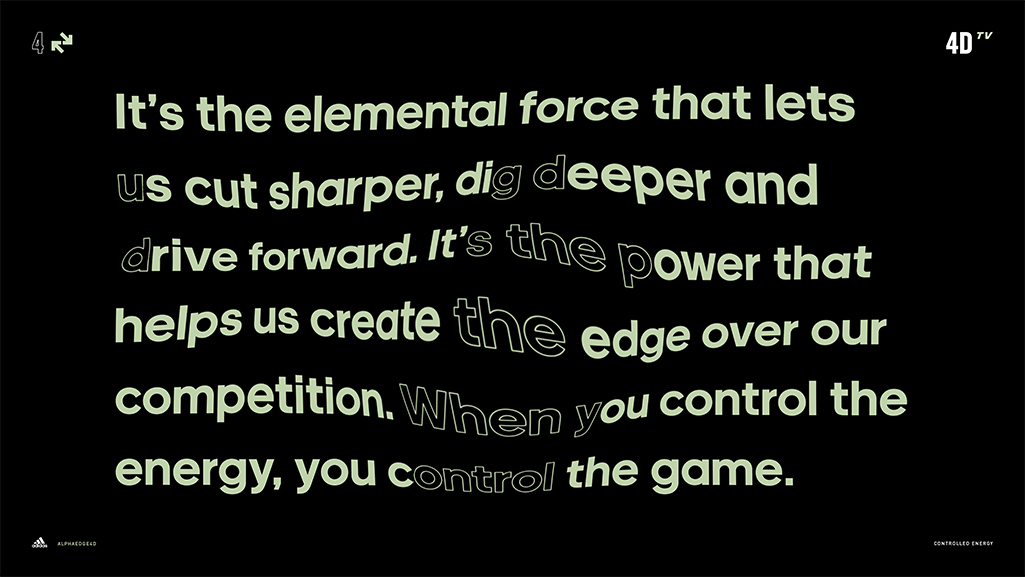 4
4D TV
It's the elemental force that lets
us cut sharper, dig deeper and
drive forward. It's the power that
helps us create the edge over our
competition. When you control the
energy, you control the game.
adidas ALPHAEDGE4D
CONTROLLED ENERGY